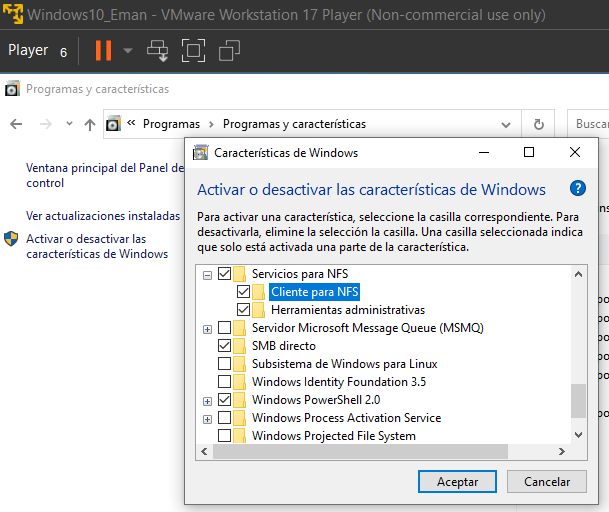 Windows10_Eman - VMware Workstation 17 Player (Non-commercial use only)
Player 6
Programas y características
« Programas > Programas y características
Buscar
Ventana principal del Panel de
control
Ver actualizaciones instaladas
Activar o desactivar las
características de Windows
Características de Windows
Activar o desactivar las características de Windows
Para activar una característica, seleccione la casilla correspondiente. Para
desactivarla, elimine la selección la casilla. Una casilla seleccionada indica
que solo está activada una parte de la característica.
Servicios para NFS
Cliente para NFS
Herramientas administrativas
Servidor Microsoft Message Queue (MSMQ)
SMB directo
Subsistema de Windows para Linux
Windows Identity Foundation 3.5
Windows PowerShell 2.0
Windows Process Activation Service
Windows Projected File System
Aceptar
Cancelar